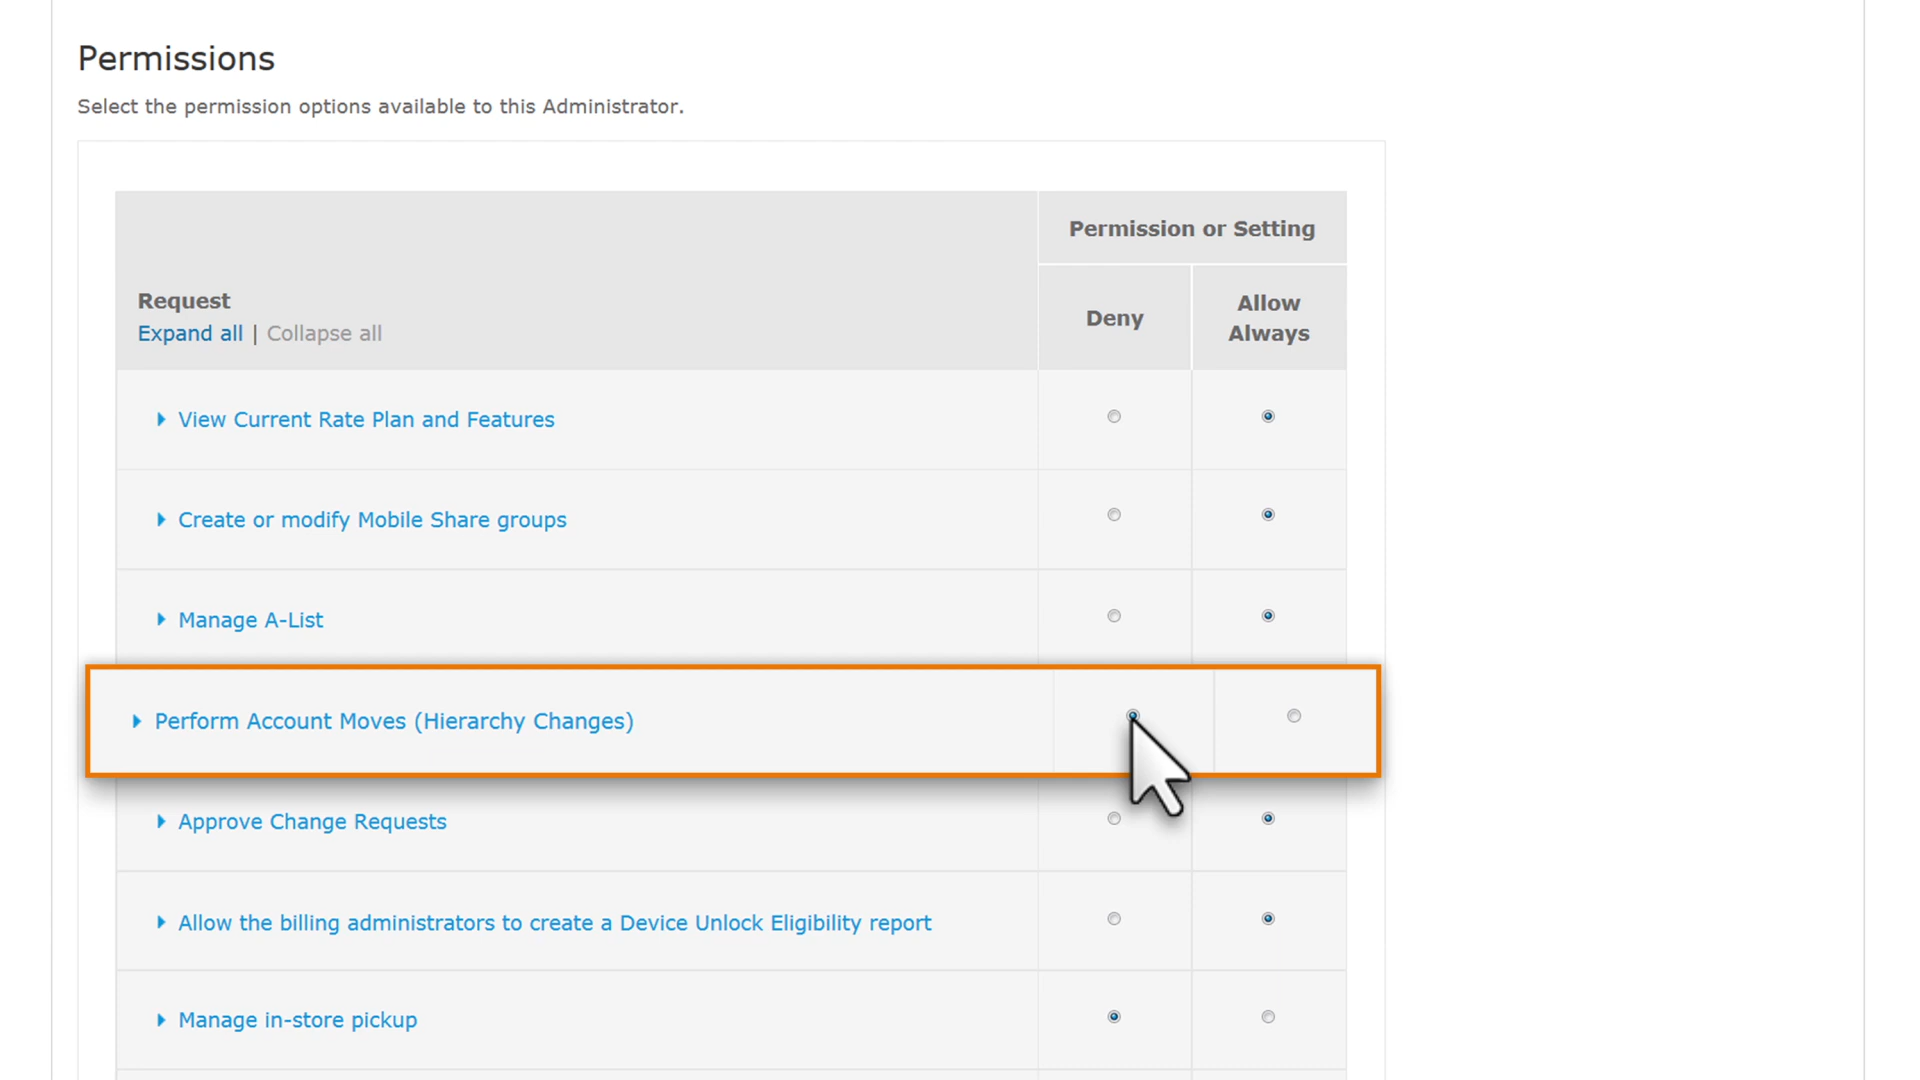 Permissions
Select the permission options available to this Administrator.
Permission or Setting
Request
Expand all | Collapse all
Deny
Allow
Always
View Current Rate Plan and Features
Create or modify Mobile Share groups
Manage A-List
Perform Account Moves (Hierarchy Changes)
Approve Change Requests
Allow the billing administrators to create a Device Unlock Eligibility report
Manage in-store pickup